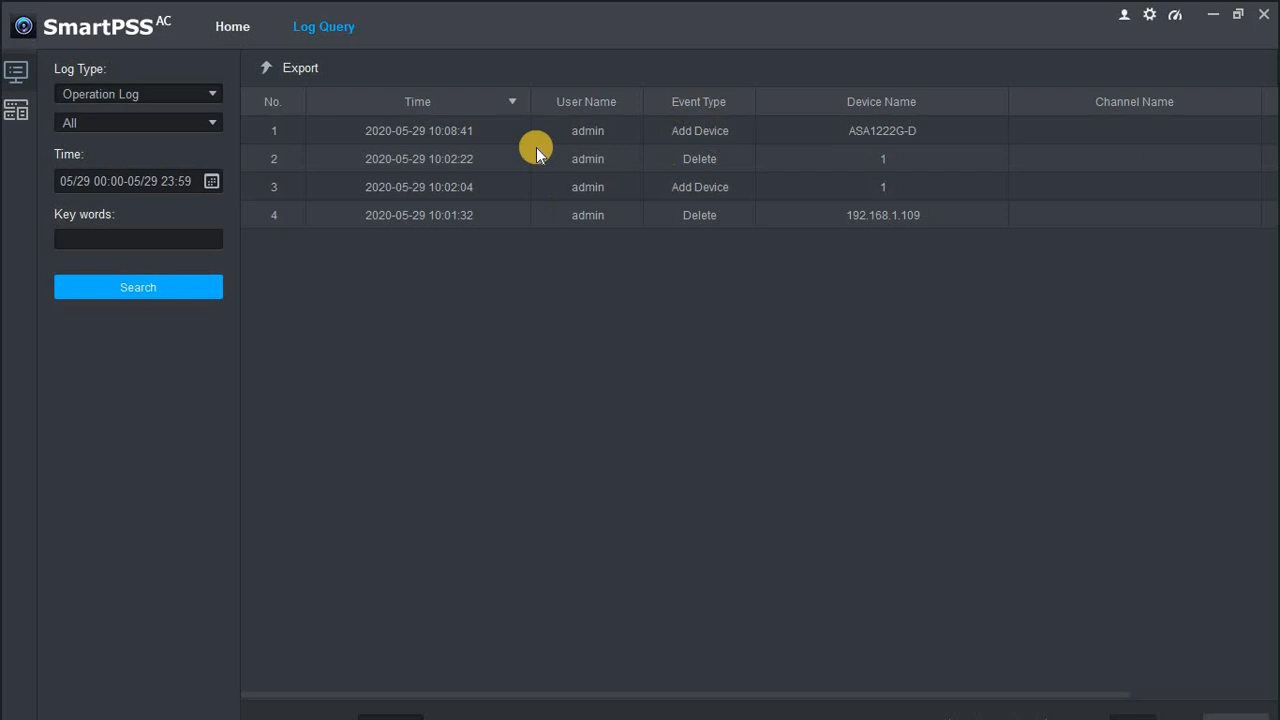 SmartPSS AC Home Log Query
Log Type:
Operation Log
All
Time:
05/29 00:00-05/29 23:59
Key words:
Search
Export
No. Time User Name Event Type Device Name Channel Name
1 2020-05-29 10:08:41 admin Add Device ASA1222G-D
2 2020-05-29 10:02:22 admin Delete 1
3 2020-05-29 10:02:04 admin Add Device 1
4 2020-05-29 10:01:32 admin Delete 192.168.1.109